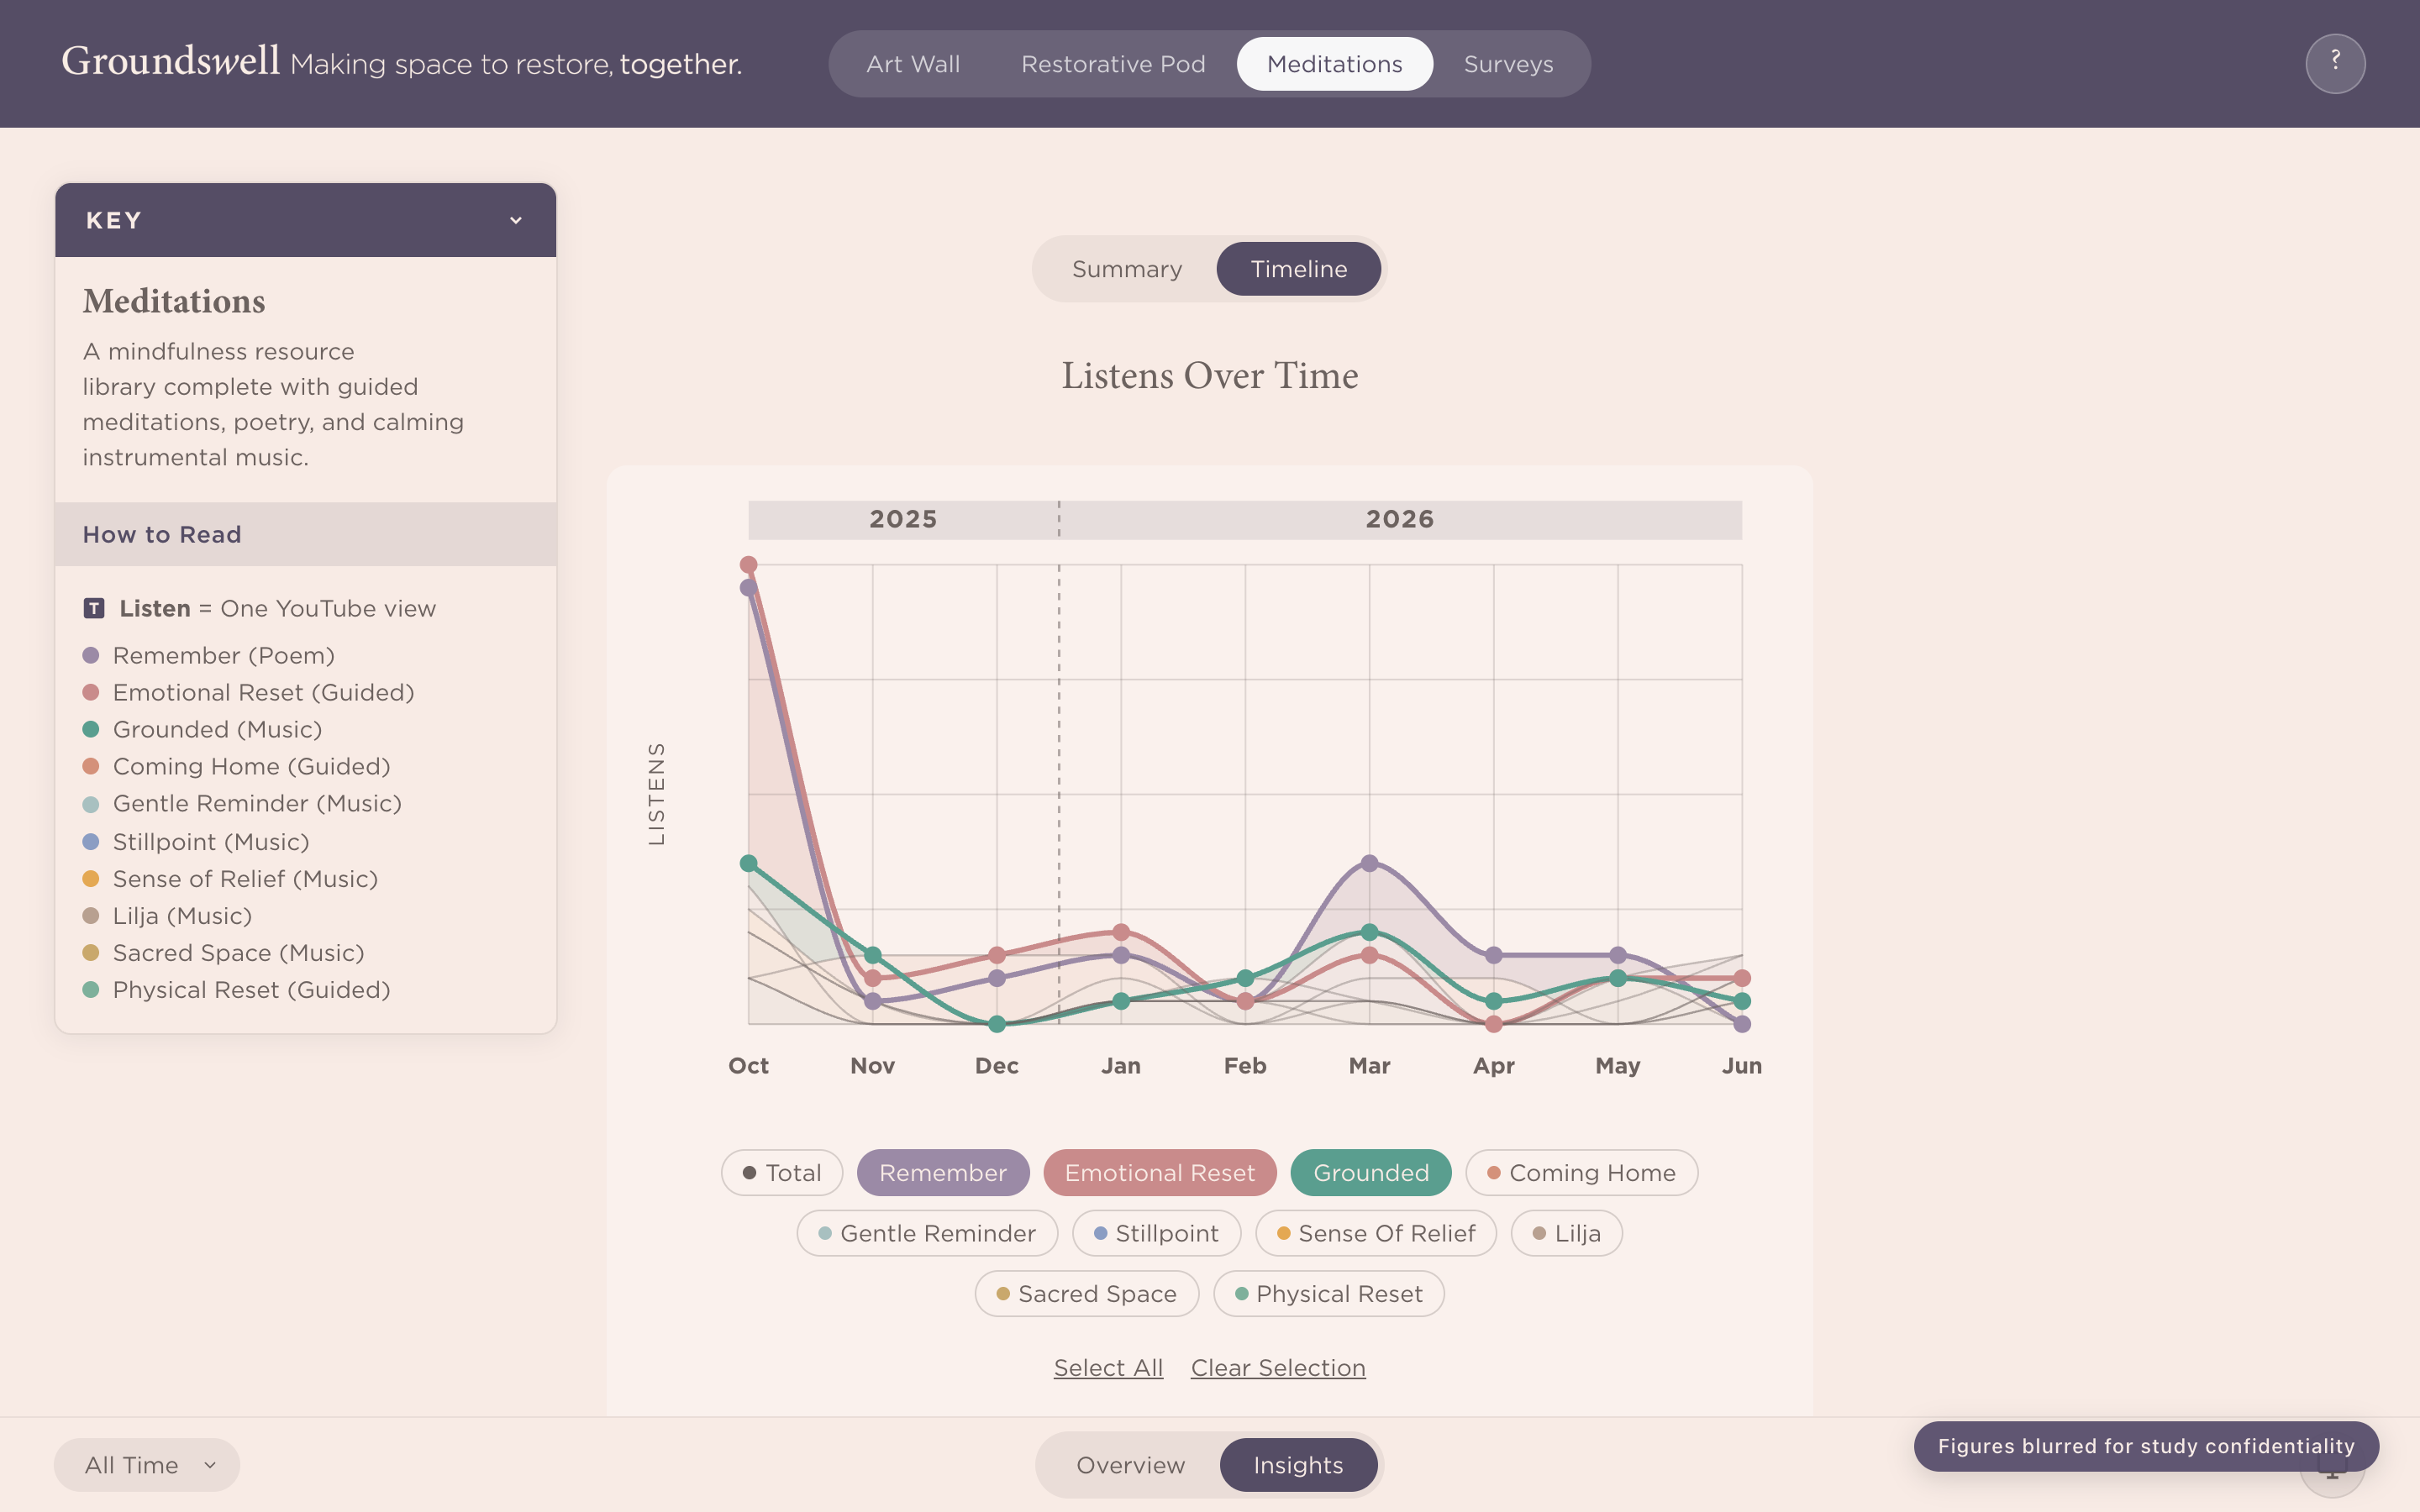 Groundswell Making space to restore, together.
Art Wall
Restorative Pod
Meditations
Surveys
?
KEY
Meditations
A mindfulness resource
library complete with guided
meditations, poetry, and calming
instrumental music.
How to Read
T Listen = One YouTube view
Remember (Poem)
Emotional Reset (Guided)
Grounded (Music)
Coming Home (Guided)
Gentle Reminder (Music)
Stillpoint (Music)
Sense of Relief (Music)
Lilja (Music)
Sacred Space (Music)
Physical Reset (Guided)
Summary
Timeline
Listens Over Time
2025
2026
LISTENS
Oct Nov Dec Jan Feb Mar Apr May Jun
Total Remember Emotional Reset Grounded Coming Home
Gentle Reminder Stillpoint Sense Of Relief Lilja
Sacred Space Physical Reset
Select All Clear Selection
All Time
Overview
Insights
Figures blurred for study confidentiality